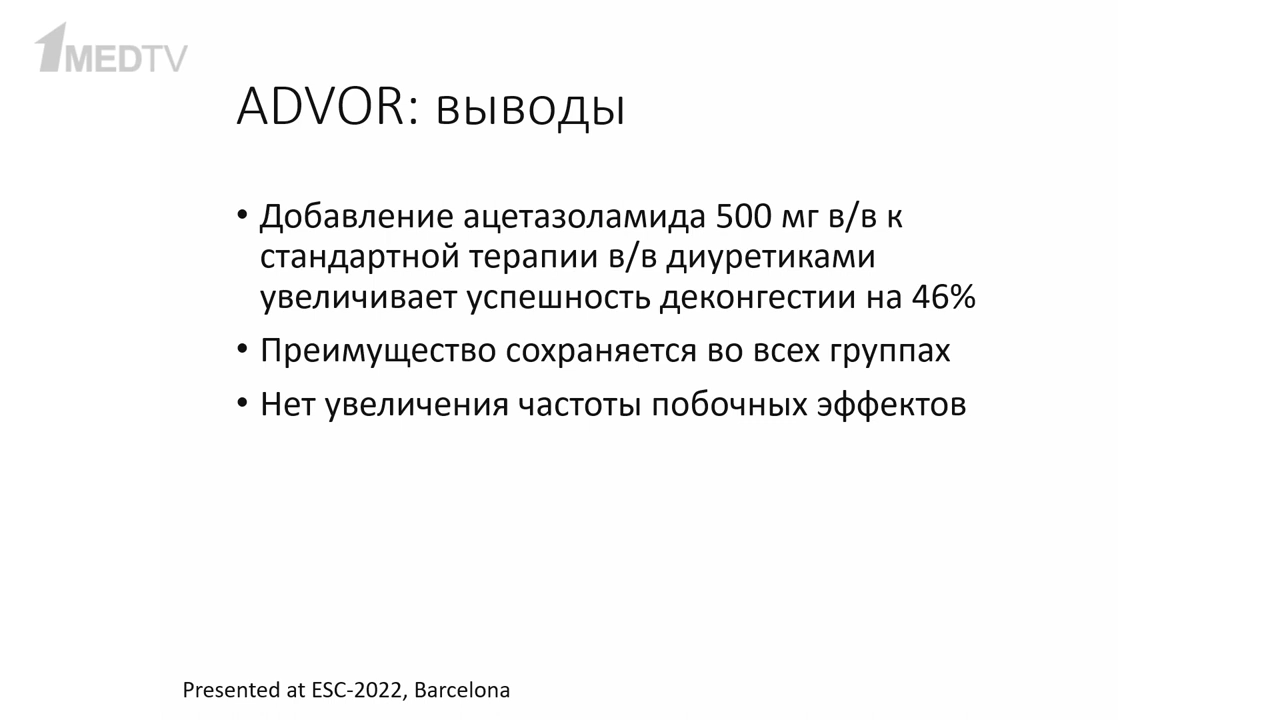 1MEDTV
ADVOR: выводы
• Добавление ацетазоламида 500 мг в/в к
стандартной терапии в/в диуретиками
увеличивает успешность деконгестии на 46%
• Преимущество сохраняется во всех группах
• Нет увеличения частоты побочных эффектов
Presented at ESC-2022, Barcelona